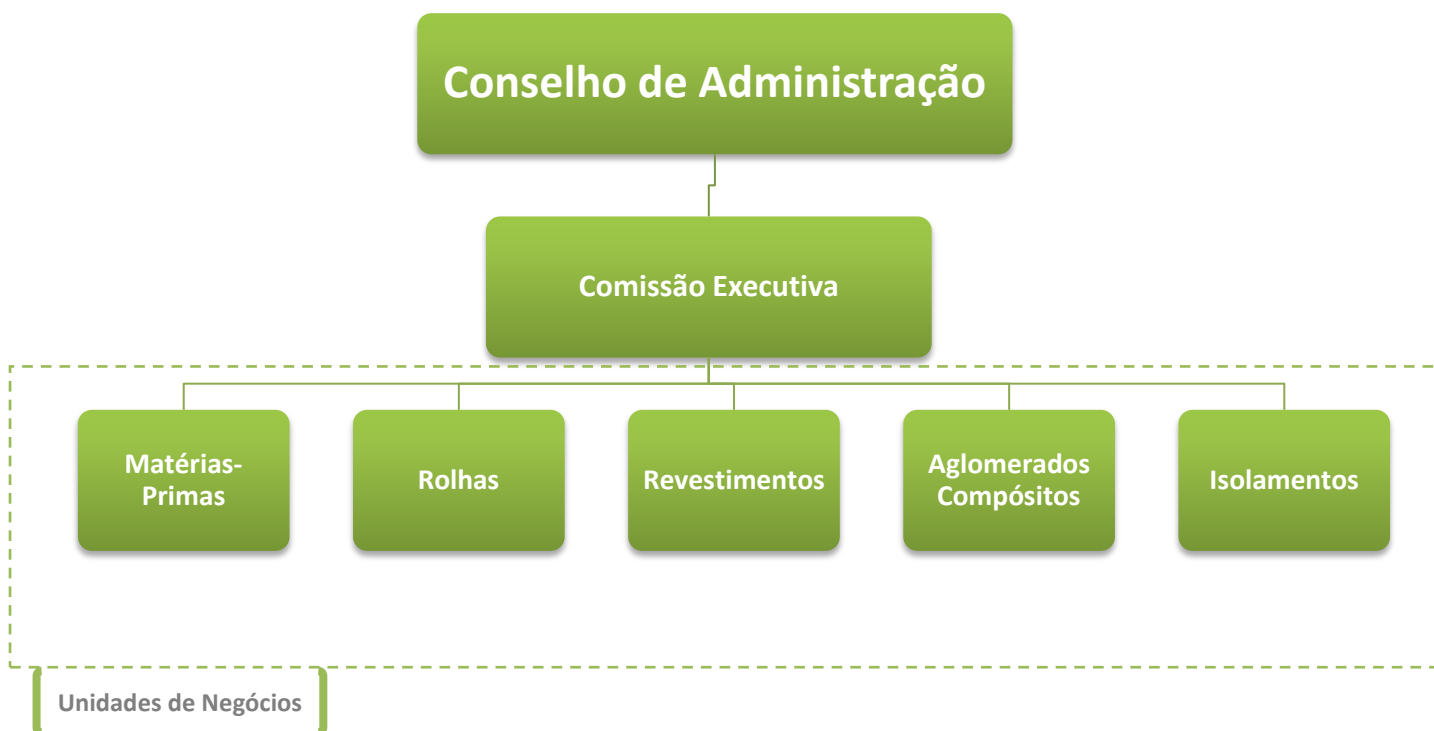 Conselho de Administração
Comissão Executiva
Matérias-
Primas
Rolhas
Revestimentos
Aglomerados
Compósitos
Isolamentos
Unidades de Negócios